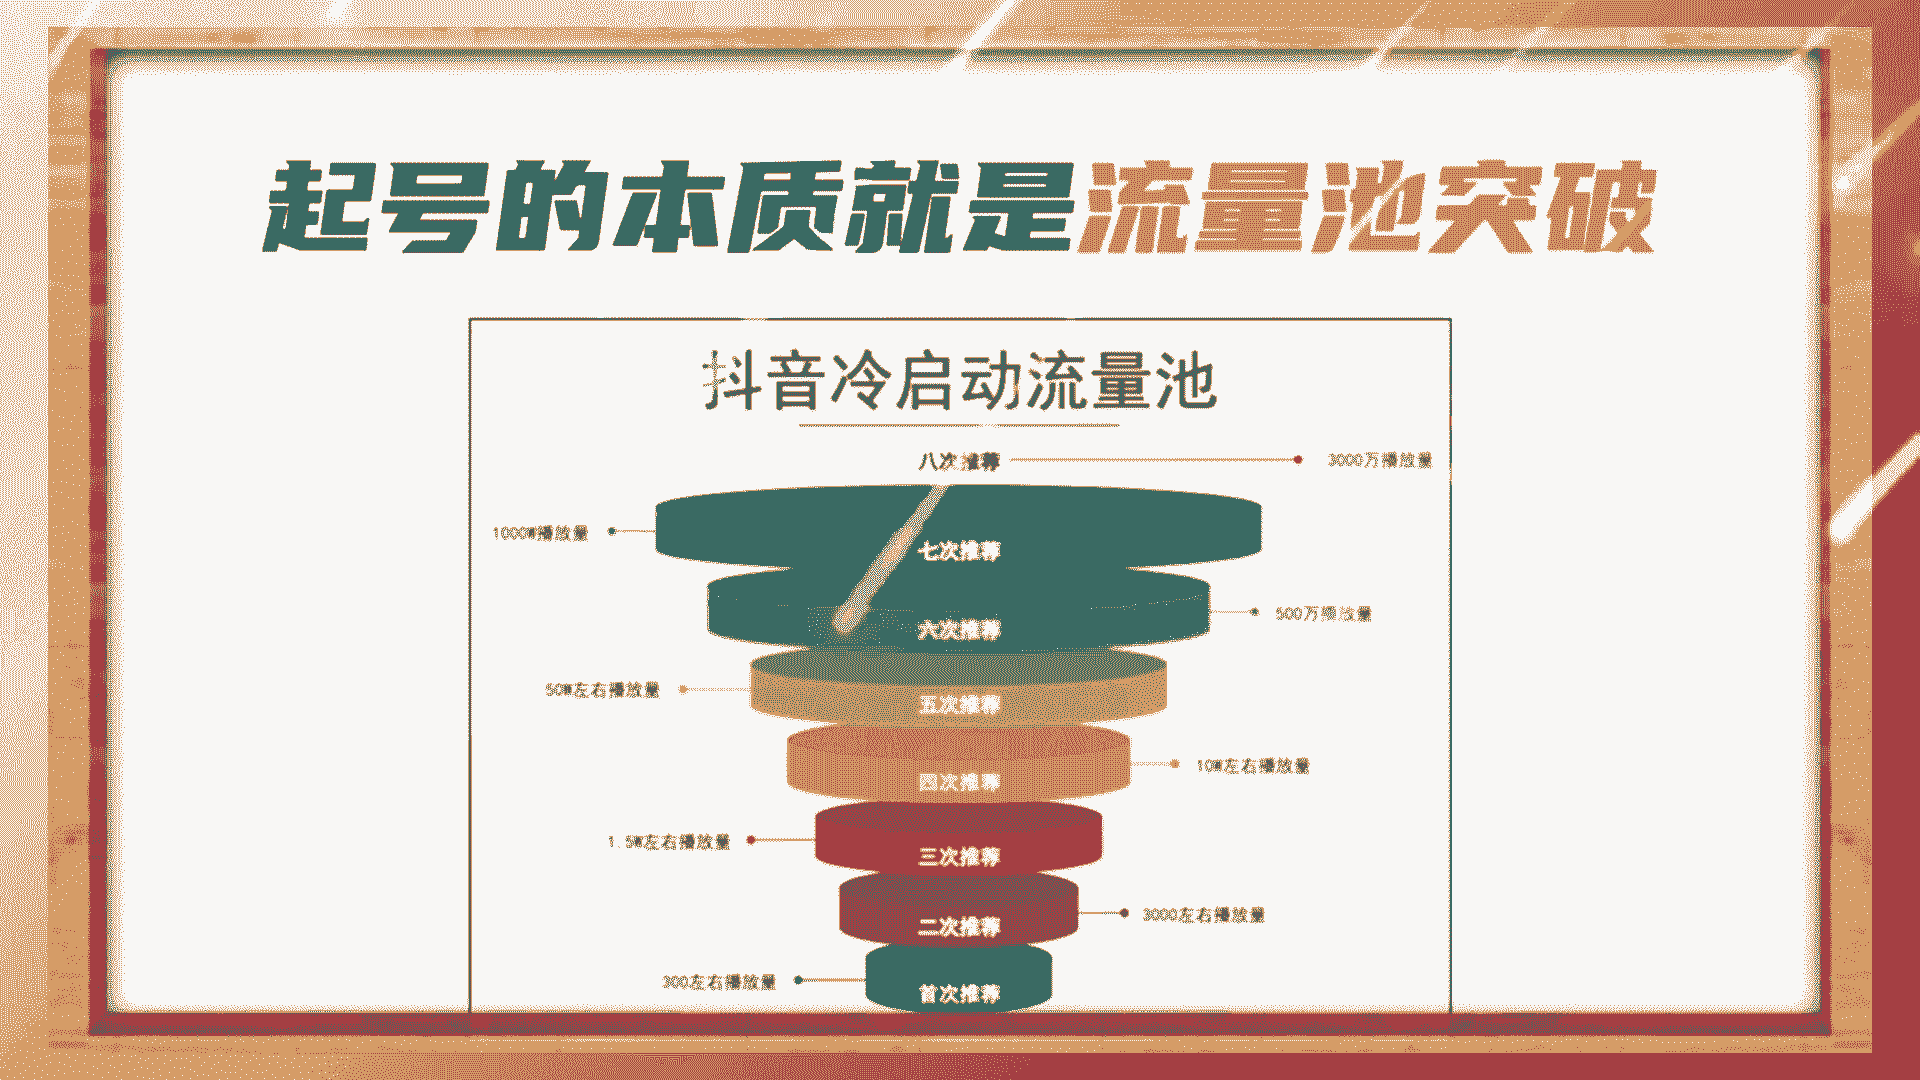 起号的本质就是流量池突破
抖音冷启动流量池
八次推荐
3000万播放量
1000W播放量
七次推荐
六次推荐
500万播放量
50W左右播放量
五次推荐
四次推荐
10W左右播放量
1.5W左右播放量
三次推荐
二次推荐
3000左右播放量
300左右播放量
首次推荐